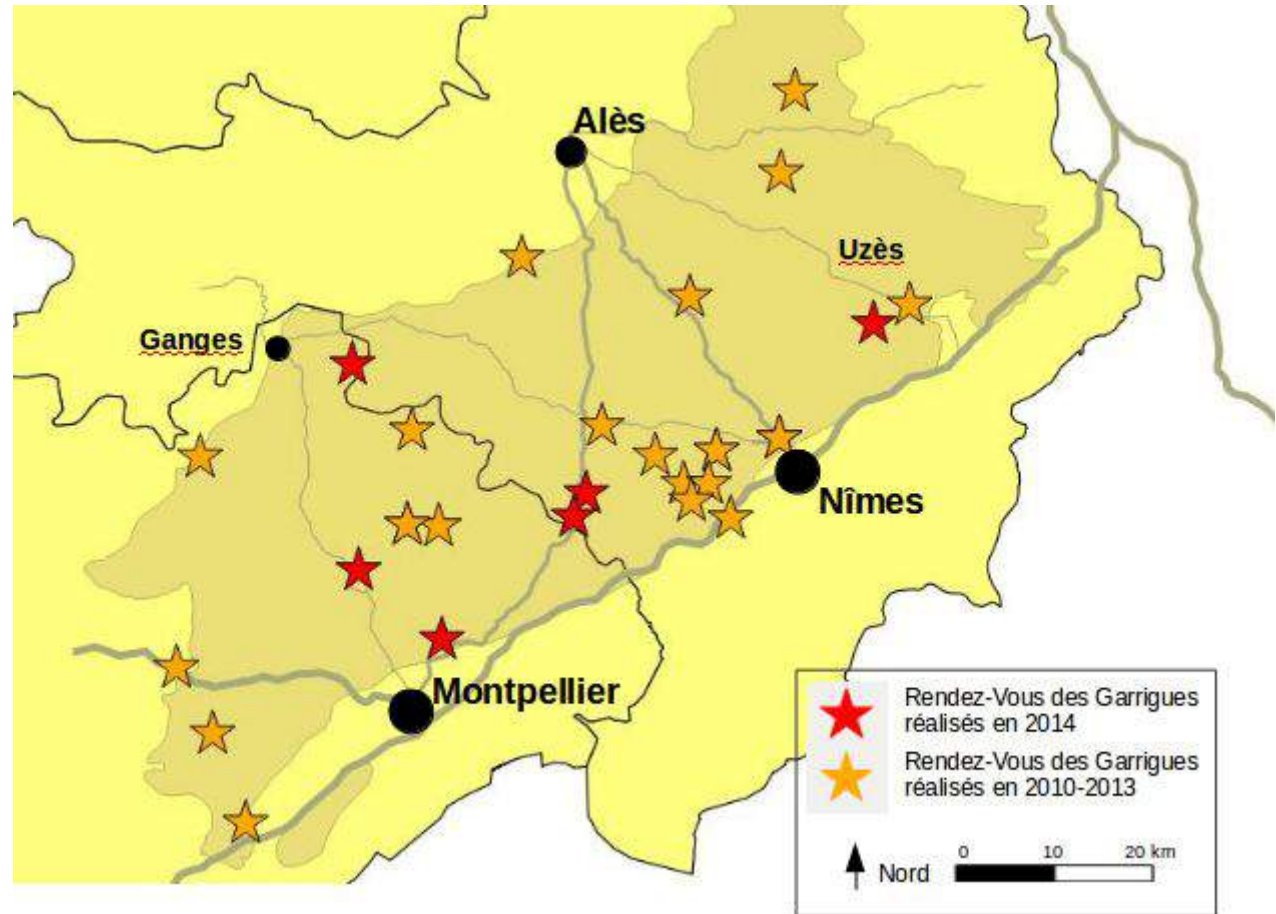 Alès
Uzès
Ganges
Nîmes
Montpellier
Rendez-Vous des Garrigues
réalisés en 2014
Rendez-Vous des Garrigues
réalisés en 2010-2013
0 10 20 km
Nord